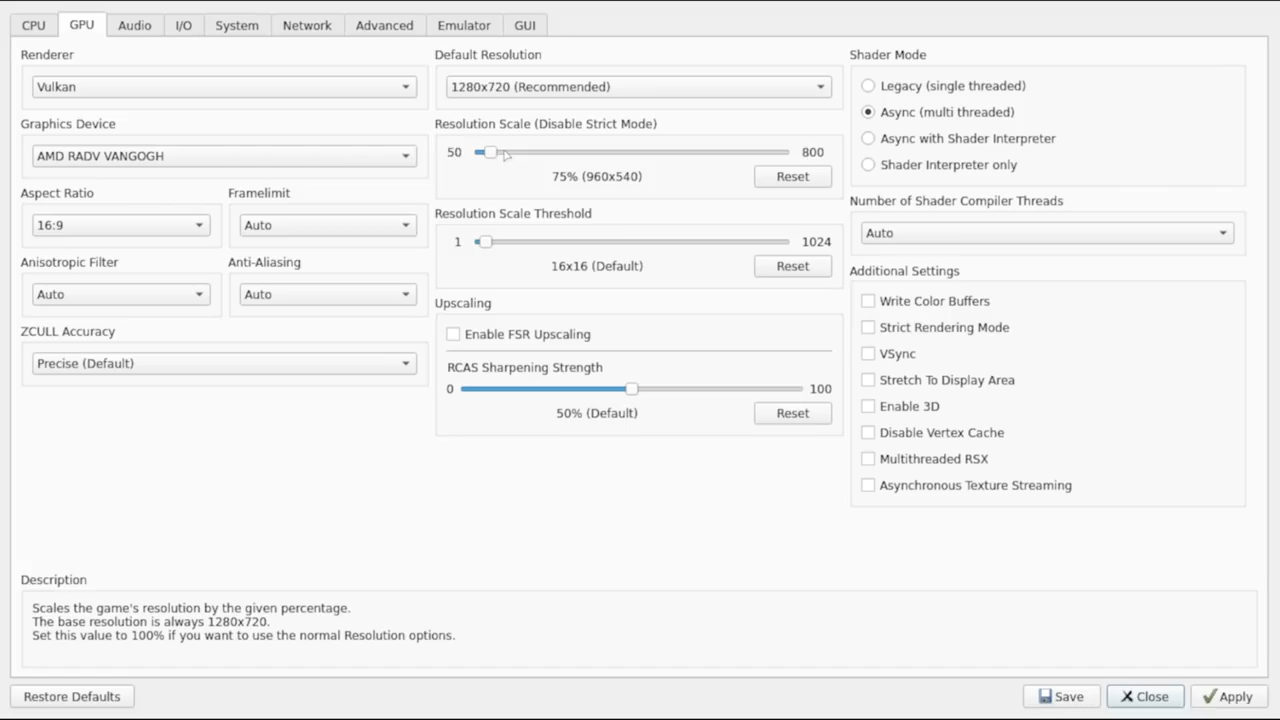 CPU
GPU
Audio
I/O
System
Network
Advanced
Emulator
GUI
Renderer
Vulkan
Graphics Device
AMD RADV VANGOGH
Aspect Ratio
Framelimit
16:9
Auto
Anisotropic Filter
Anti-Aliasing
Auto
Auto
ZCULL Accuracy
Precise (Default)
Default Resolution
1280x720 (Recommended)
Resolution Scale (Disable Strict Mode)
50
800
75% (960x540)
Reset
Resolution Scale Threshold
1
1024
16x16 (Default)
Reset
Upscaling
Enable FSR Upscaling
RCAS Sharpening Strength
0
100
50% (Default)
Reset
Shader Mode
Legacy (single threaded)
Async (multi threaded)
Async with Shader Interpreter
Shader Interpreter only
Number of Shader Compiler Threads
Auto
Additional Settings
Write Color Buffers
Strict Rendering Mode
VSync
Stretch To Display Area
Enable 3D
Disable Vertex Cache
Multithreaded RSX
Asynchronous Texture Streaming
Description
Scales the game's resolution by the given percentage.
The base resolution is always 1280x720.
Set this value to 100% if you want to use the normal Resolution options.
Restore Defaults
Save
Close
Apply